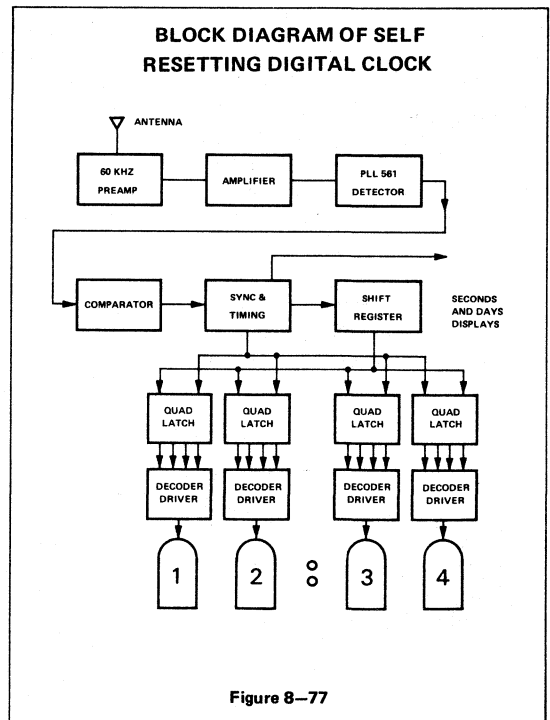 BLOCK DIAGRAM OF SELF
RESETTING DIGITAL CLOCK
ANTENNA
60 KHZ
PREAMP
AMPLIFIER
PLL 561
DETECTOR
COMPARATOR
SYNC &
TIMING
SHIFT
REGISTER
SECONDS
AND DAYS
DISPLAYS
QUAD
LATCH
QUAD
LATCH
QUAD
LATCH
QUAD
LATCH
DECODER
DRIVER
DECODER
DRIVER
DECODER
DRIVER
DECODER
DRIVER
1 2 : 3 4
Figure 8–77